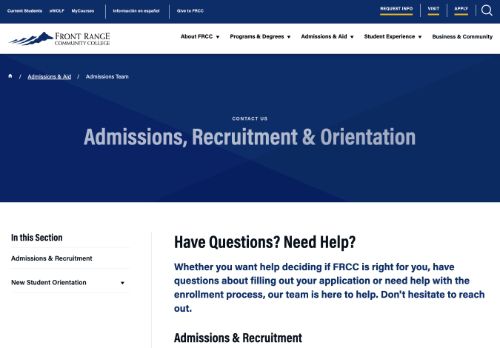 Current Students eWOLF MyCourses Información en español Give to FRCC REQUEST INFO VISIT APPLY
FRONT RANGE
COMMUNITY COLLEGE
About FRCC Programs & Degrees Admissions & Aid Student Experience Business & Community
/ Admissions & Aid / Admissions Team
CONTACT US
Admissions, Recruitment & Orientation
In this Section
Admissions & Recruitment
New Student Orientation
Have Questions? Need Help?
Whether you want help deciding if FRCC is right for you, have
questions about filling out your application or need help with the
enrollment process, our team is here to help. Don't hesitate to reach
out.
Admissions & Recruitment